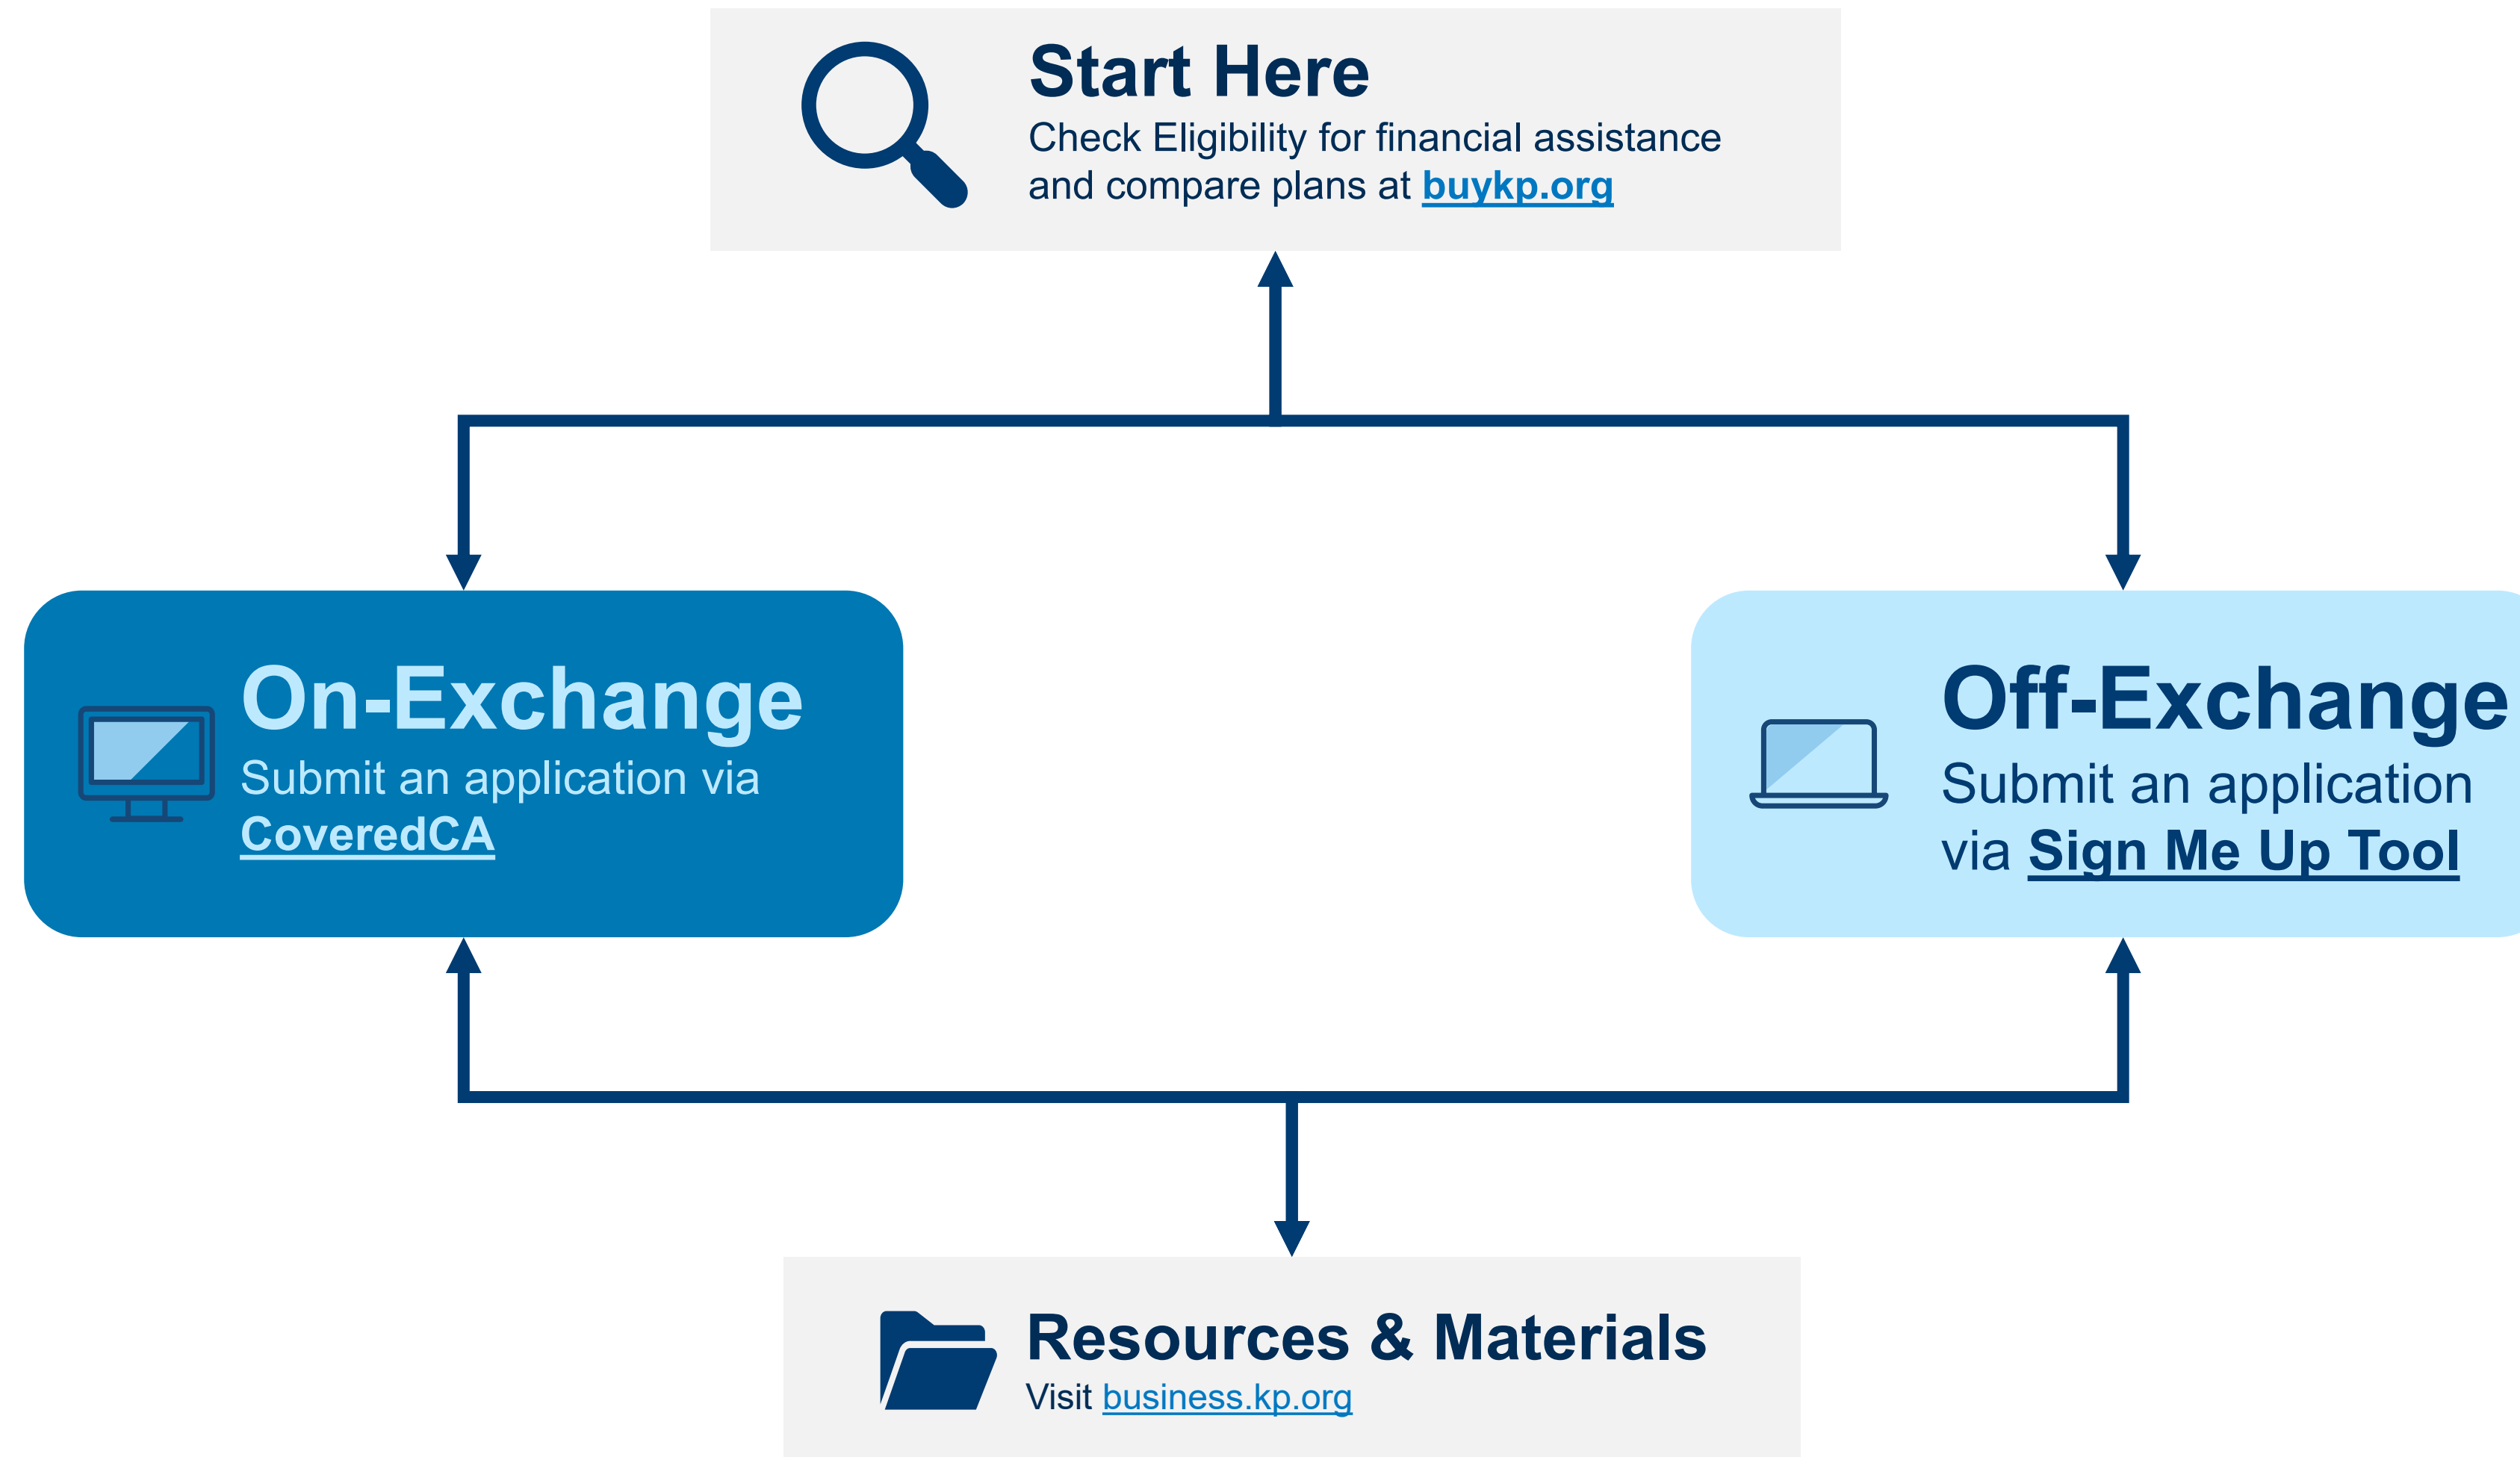 Start Here
Check Eligibility for financial assistance
and compare plans at buykp.org
On-Exchange
Submit an application via
CoveredCA
Off-Exchange
Submit an application
via Sign Me Up Tool
Resources & Materials
Visit business.kp.org